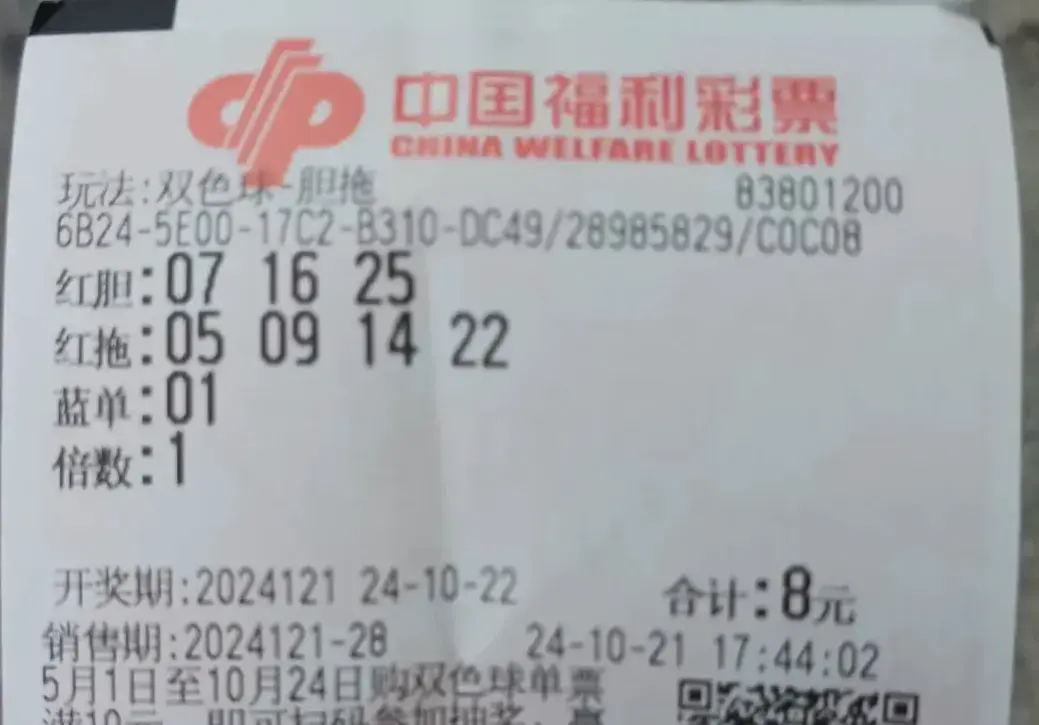 中国福利彩票
CHINA WELFARE LOTTERY
玩法:双色球-胆拖 83801200
6B24-5E00-17C2-B310-DC49/28985829/C0C08
红胆:07 16 25
红拖:05 09 14 22
蓝单:01
倍数:1
开奖期:2024121 24-10-22 合计:8元
销售期:2024121-28 24-10-21 17:44:02
5月1日至10月24日购双色球单票
满10元，即可扫码参加抽奖，享